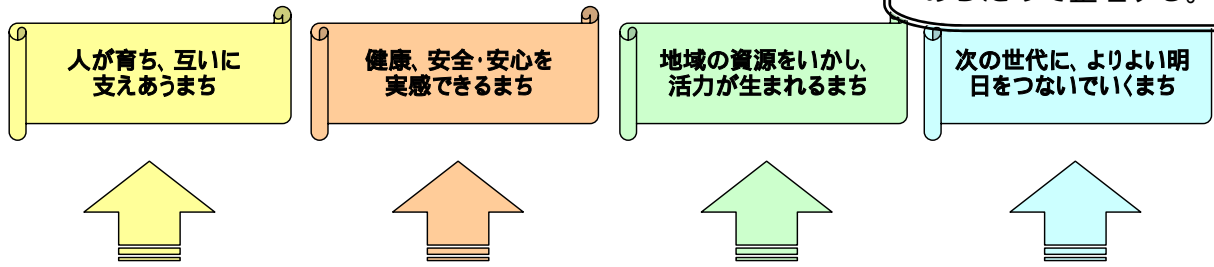 人が育ち、互いに
支えあうまち
健康、安全・安心を
実感できるまち
地域の資源をいかし、
活力が生まれるまち
次の世代に、よりよい明
日をつないでいくまち